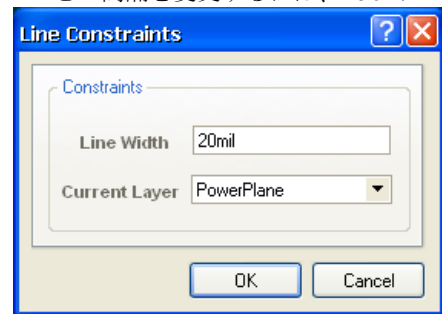 Line Constraints
Constraints
Line Width 20mil
Current Layer PowerPlane
OK Cancel